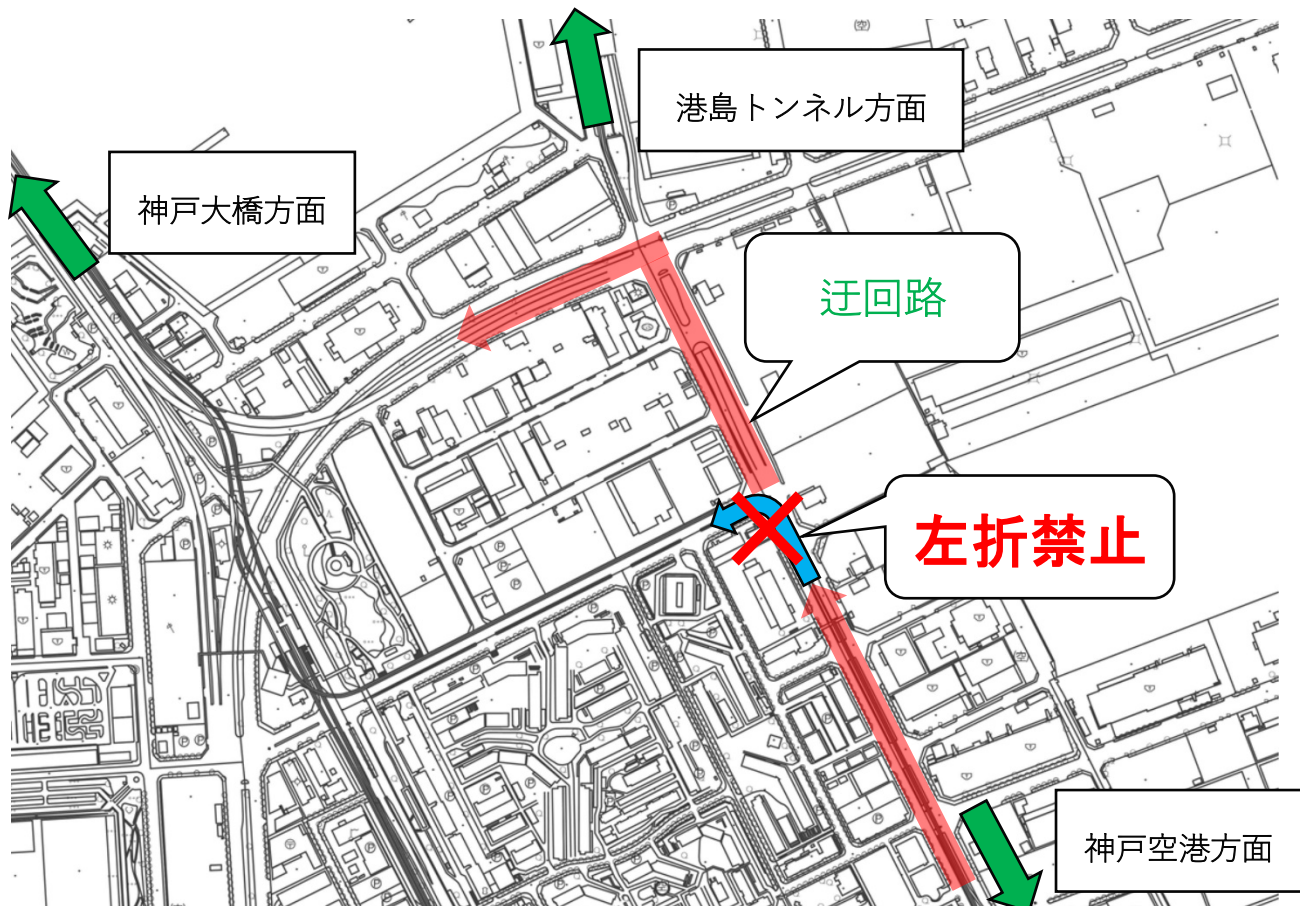 港島トンネル方面
神戸大橋方面
迂回路
左折禁止
神戸空港方面